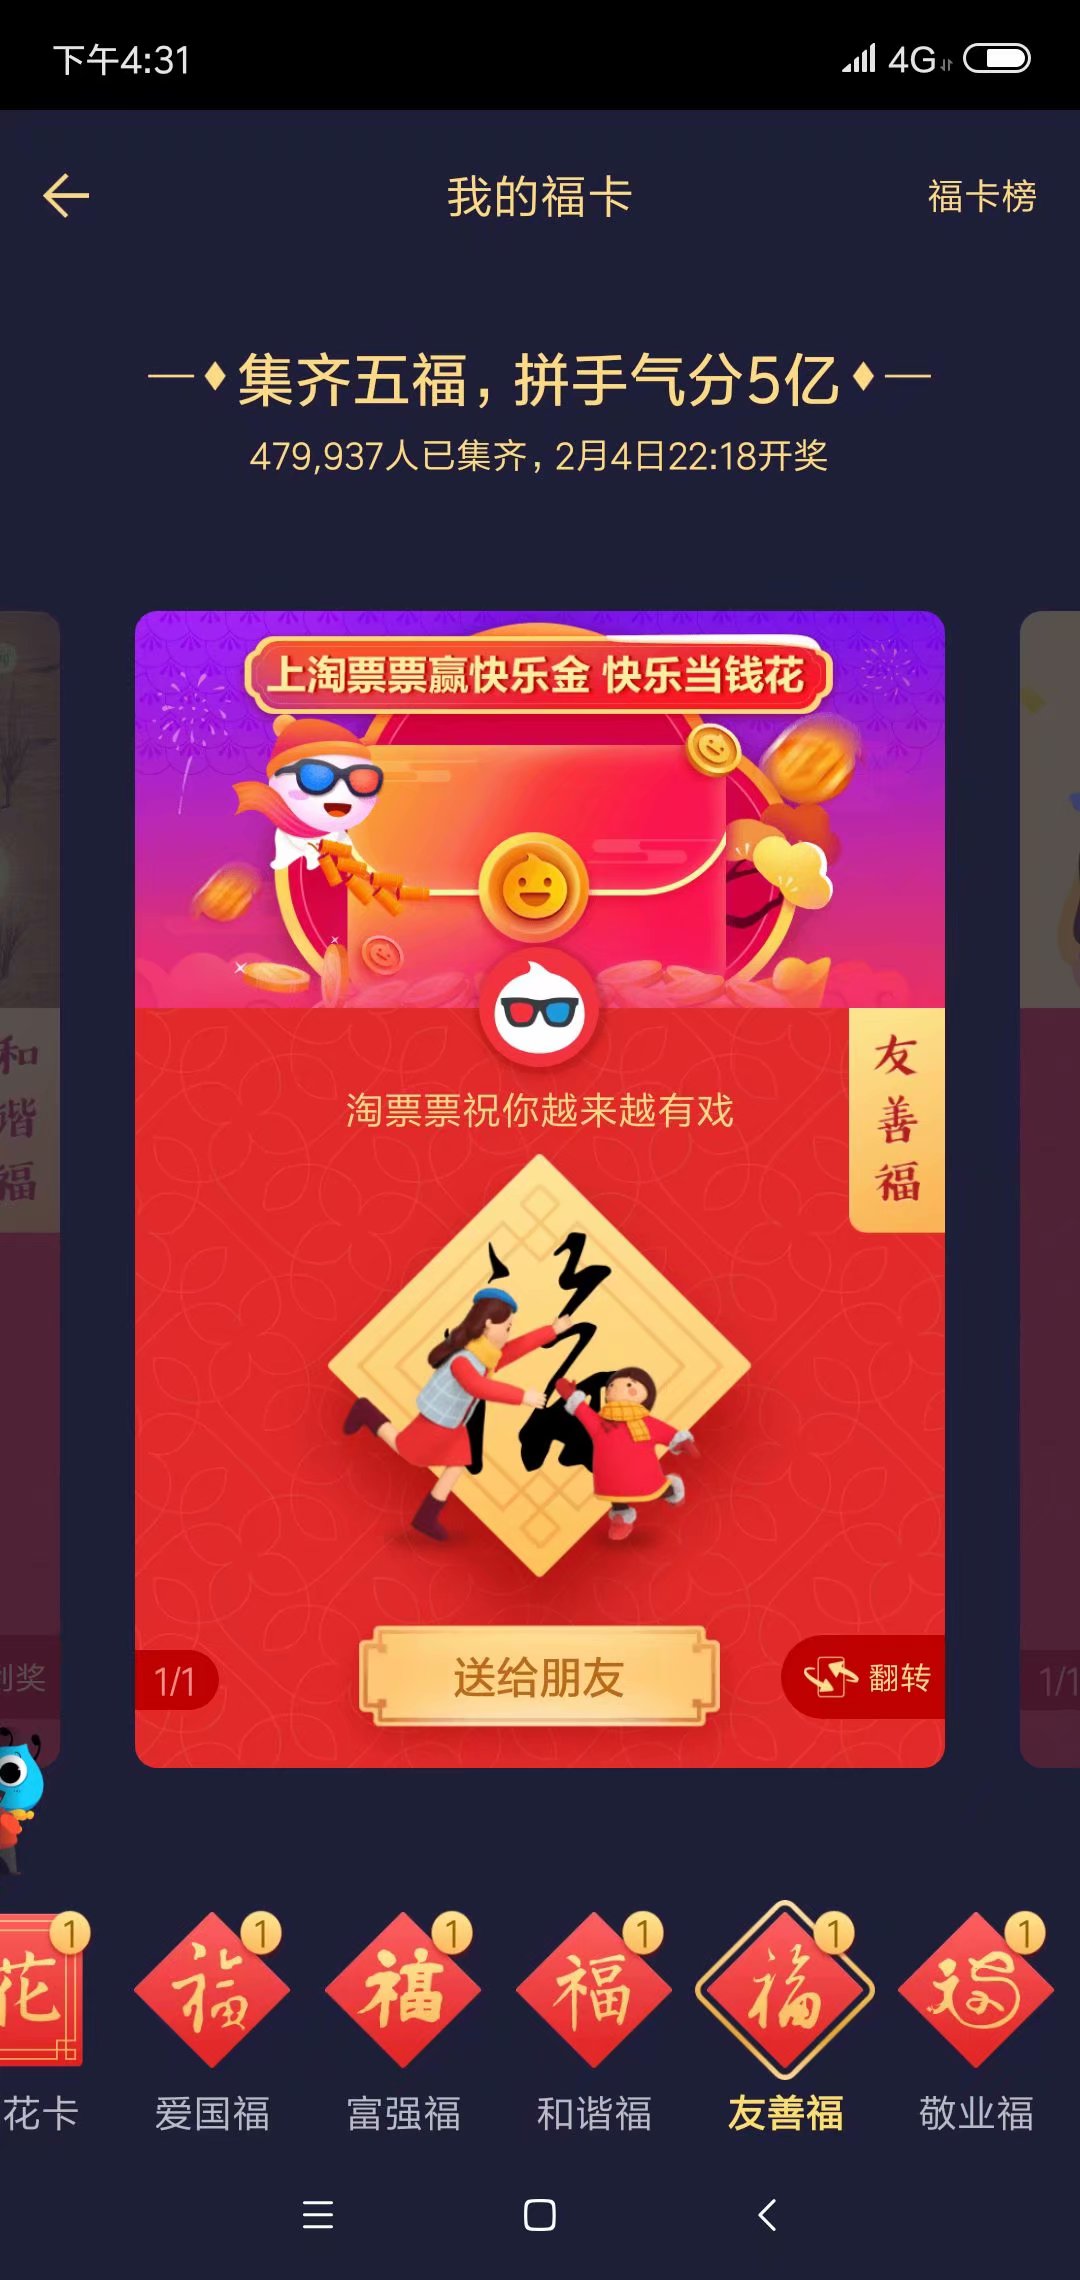 下午4:31
4G
我的福卡
福卡榜
集齐五福，拼手气分5亿
479,937人已集齐，2月4日22:18开奖
上淘票票赢快乐金 快乐当钱花
淘票票祝你越来越有戏
和谐福
友善福
福
1/1
送给朋友
翻转
奖
1/1
花
1
福
1
福
1
福
1
福
1
福
1
花卡
爱国福
富强福
和谐福
友善福
敬业福